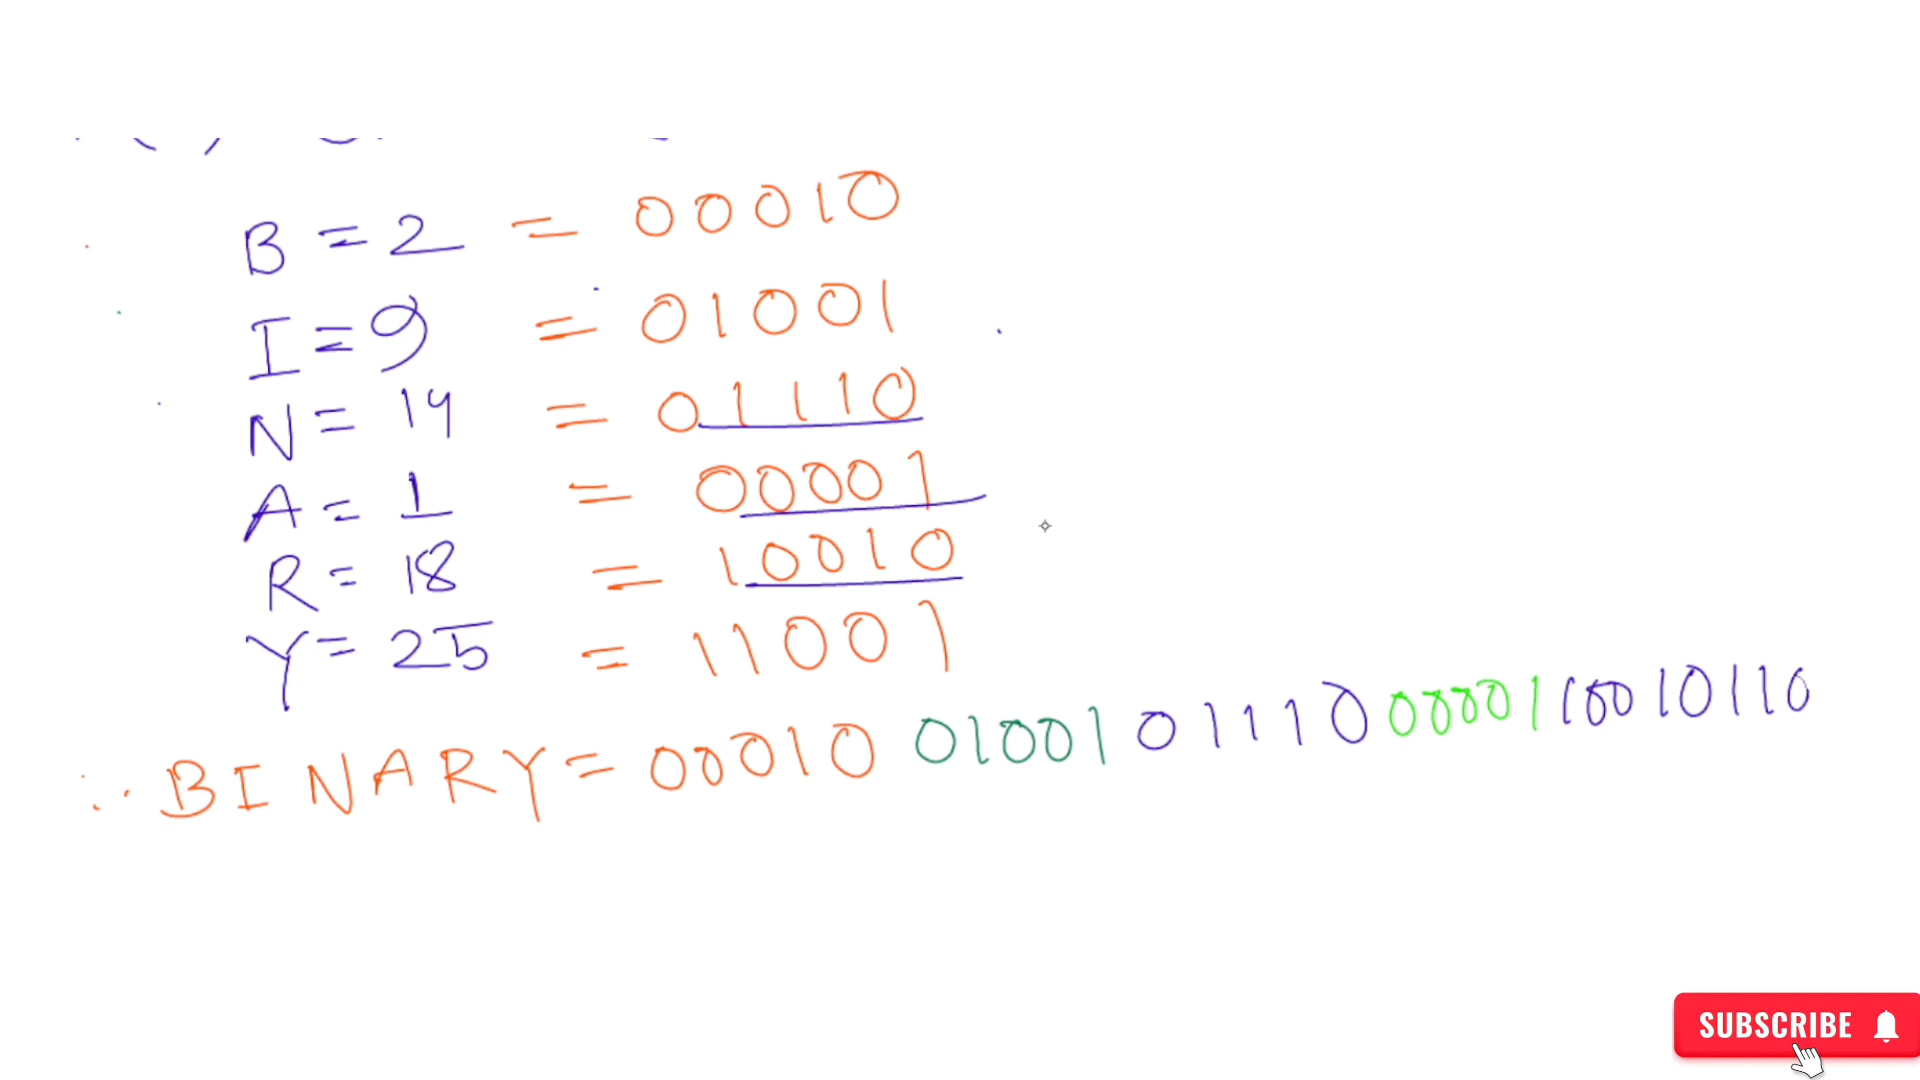 B = 2 = 00010
I = 9 = 01001
N = 14 = 01110
A = 1 = 00001
R = 18 = 10010
Y = 25 = 11001
∴ BINARY = 00010 01001 01110 00001 10010 110
SUBSCRIBE